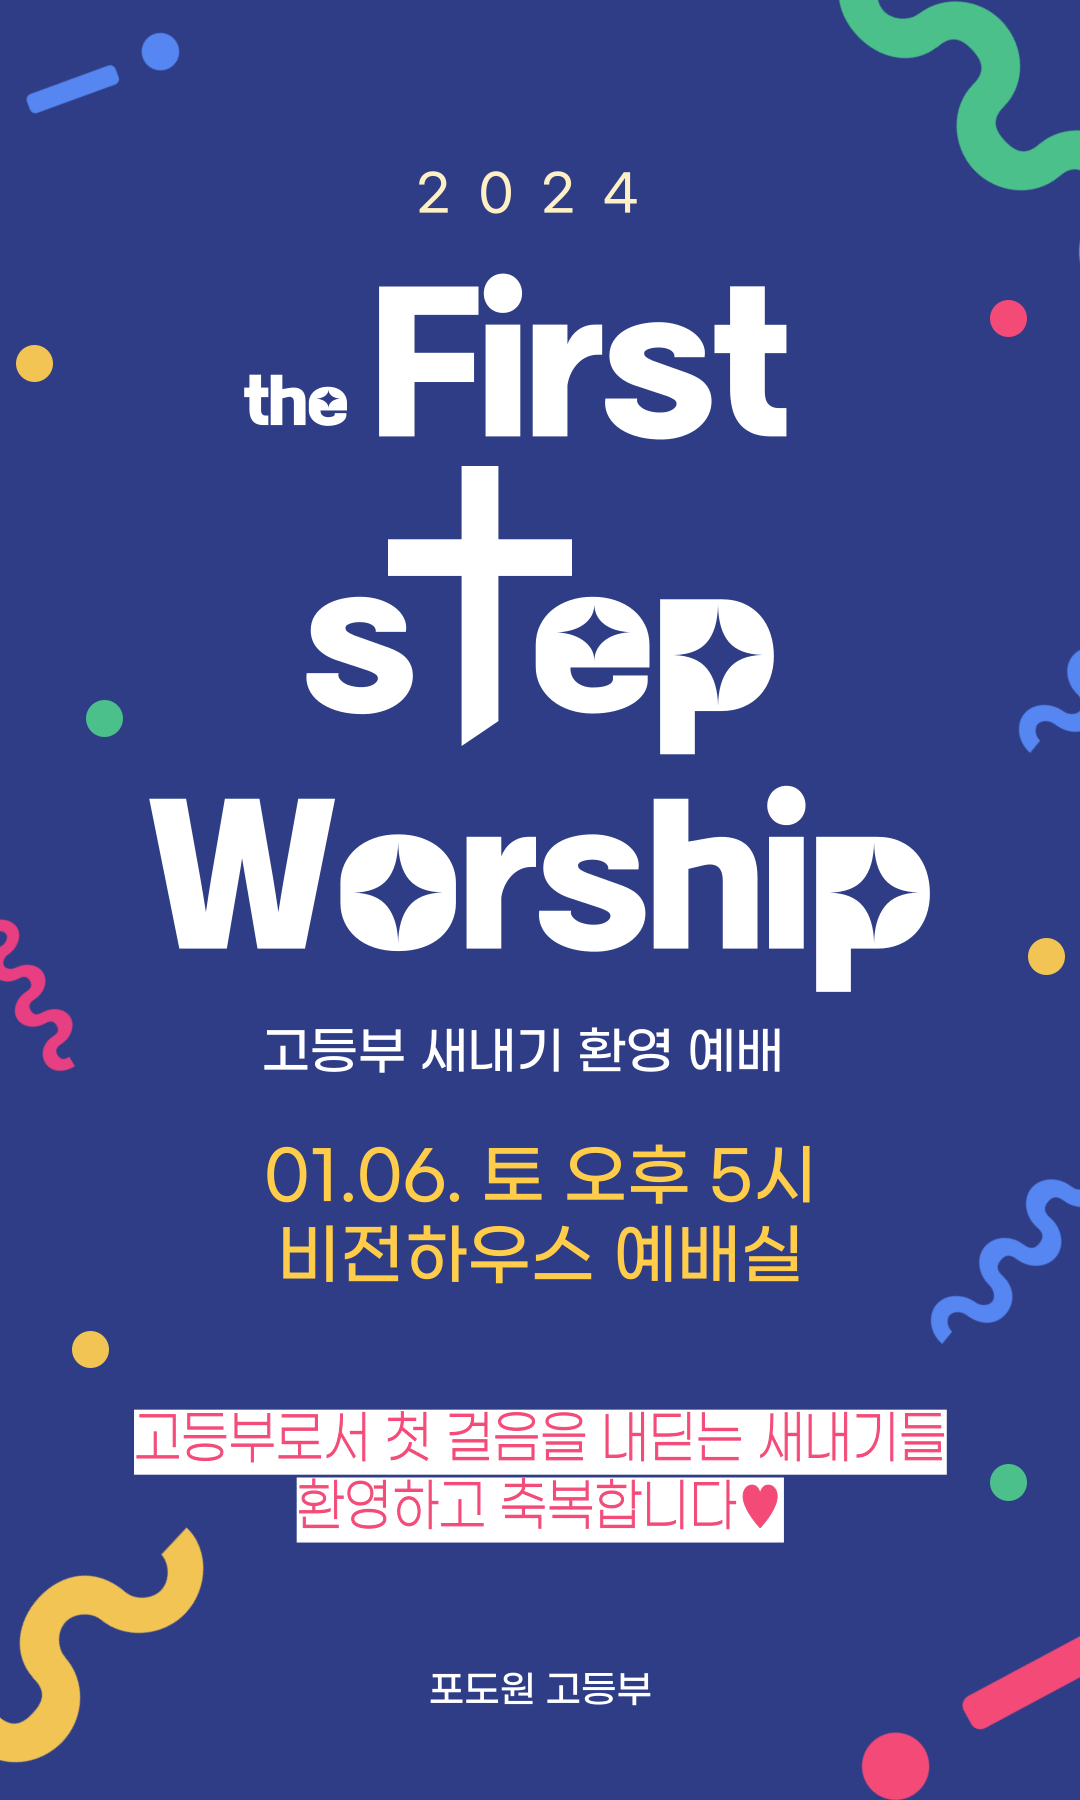 2024
the First
step
Worship
고등부 새내기 환영 예배
01.06. 토 오후 5시
비전하우스 예배실
고등부로서 첫 걸음을 내딛는 새내기들
환영하고 축복합니다♥
포도원 고등부